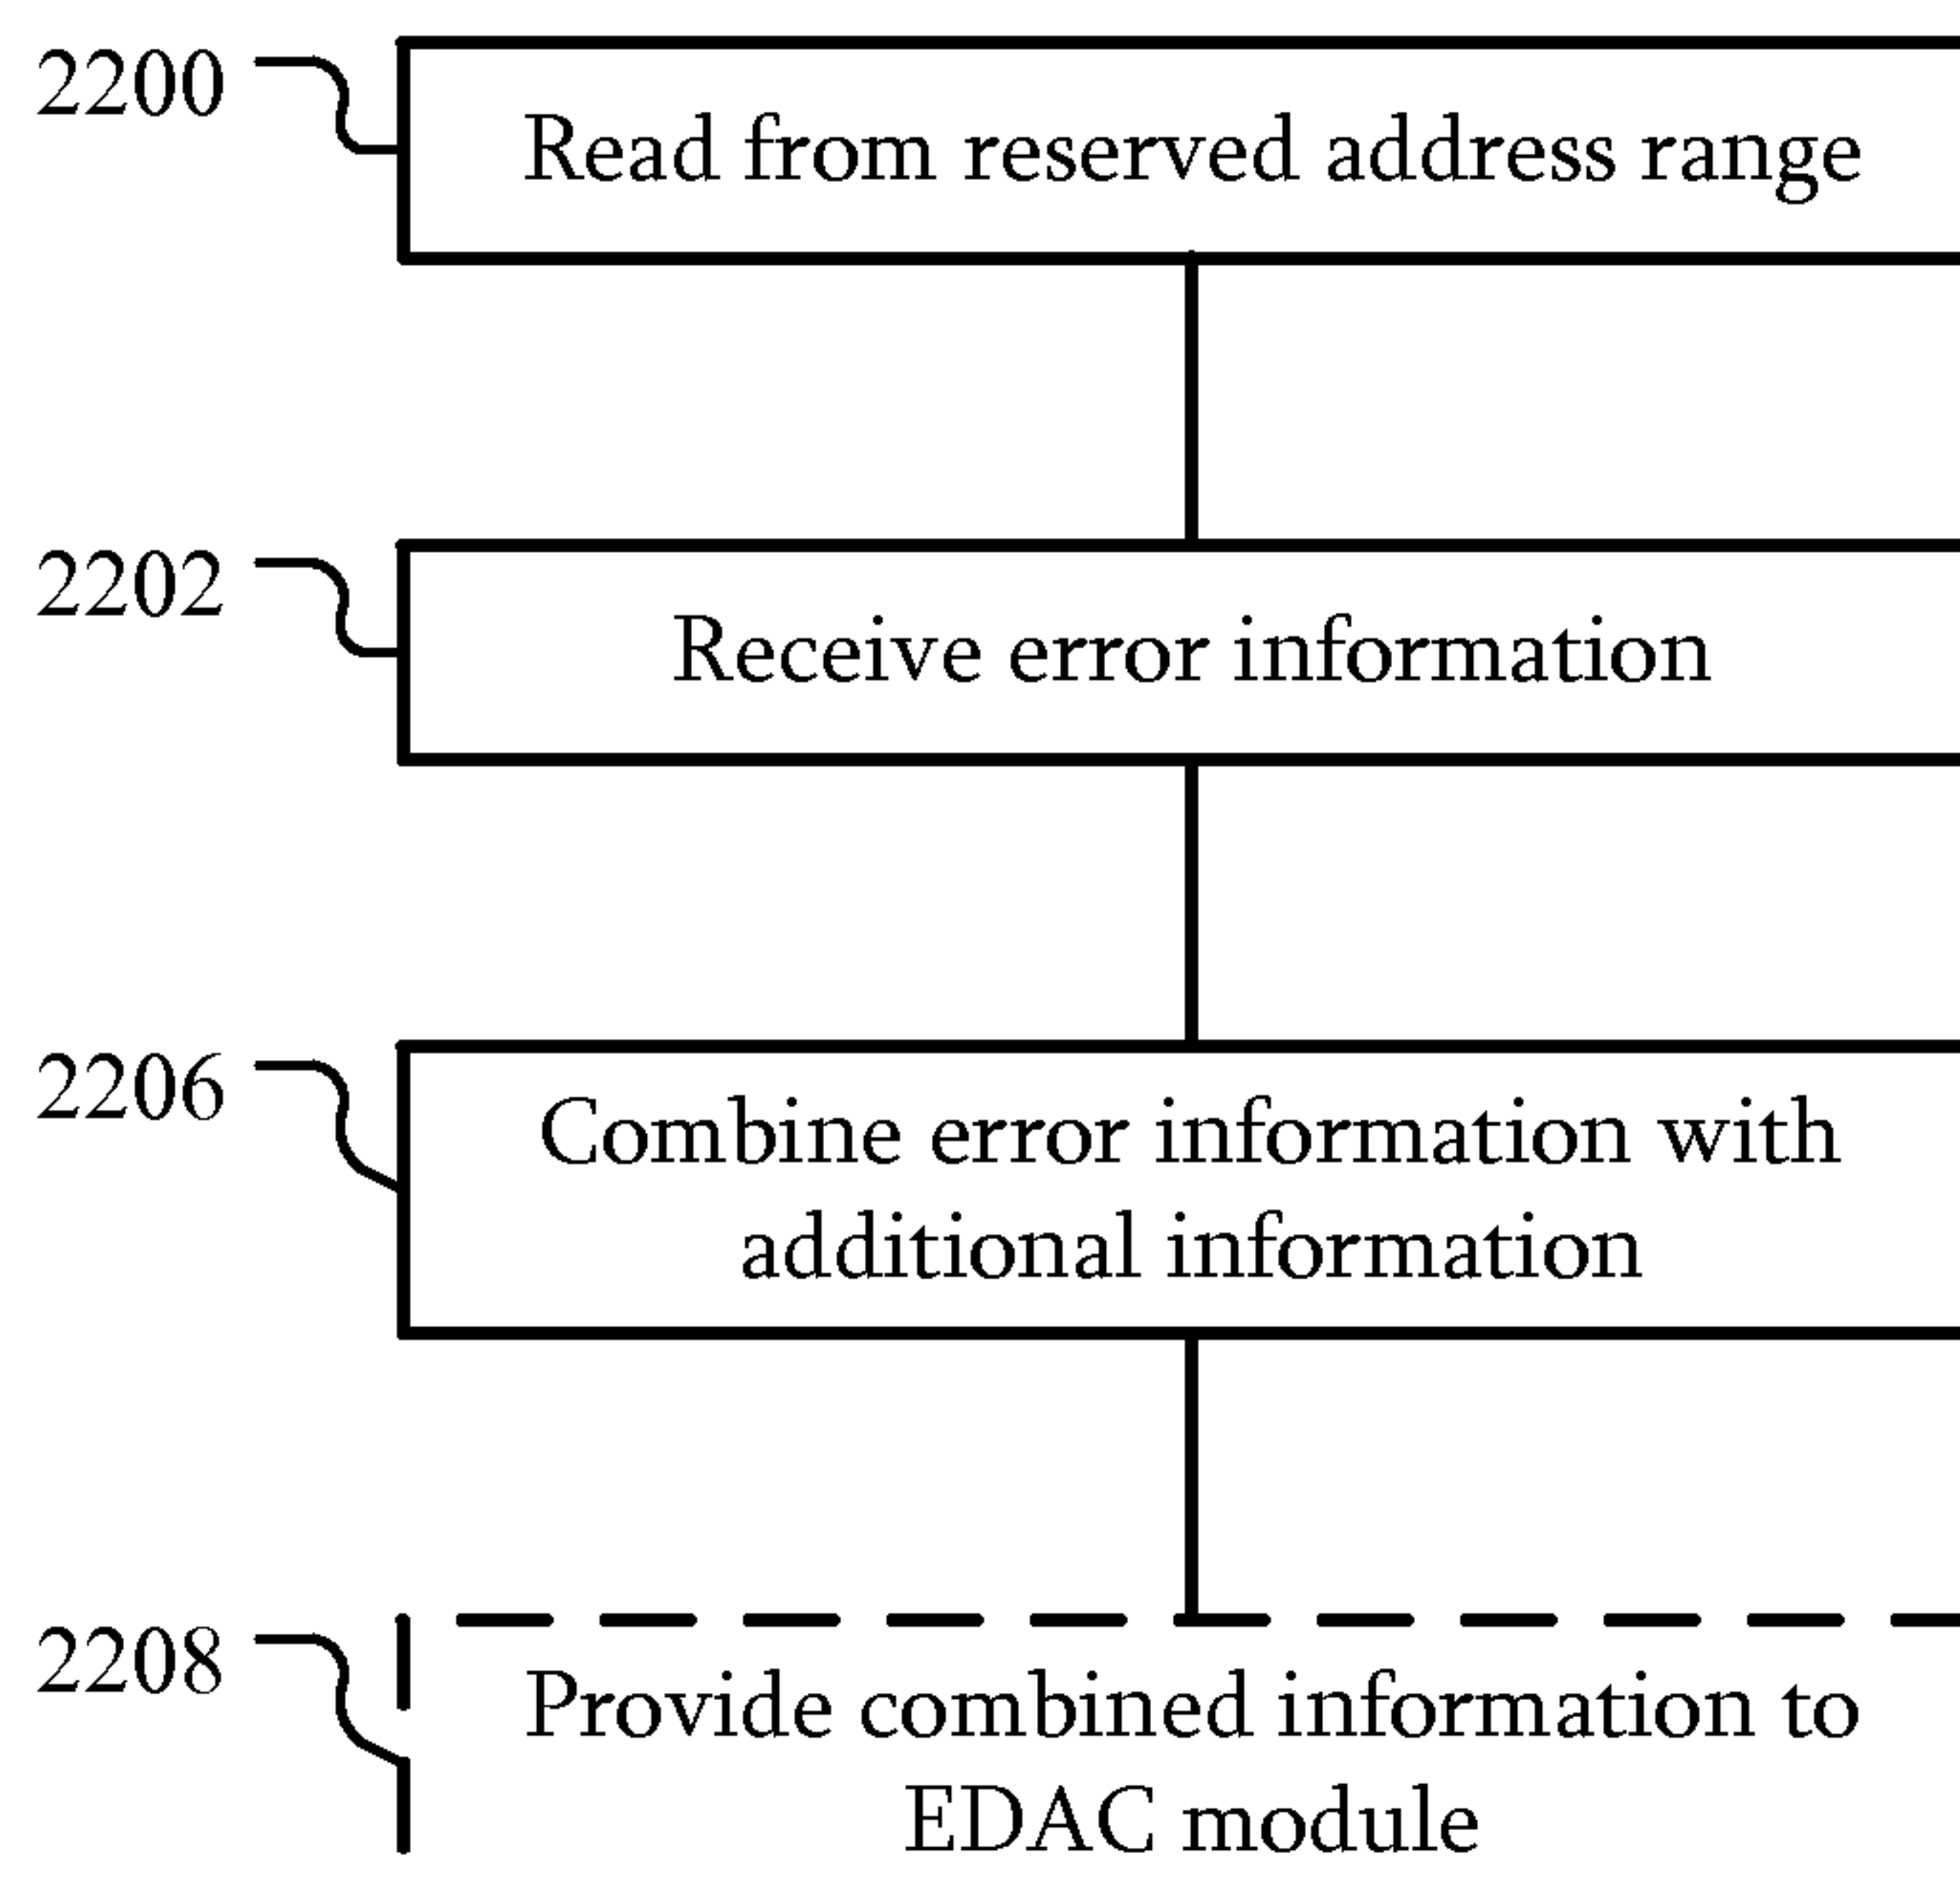 2200
Read from reserved address range
2202
Receive error information
2206
Combine error information with
additional information
2208
Provide combined information to
EDAC module